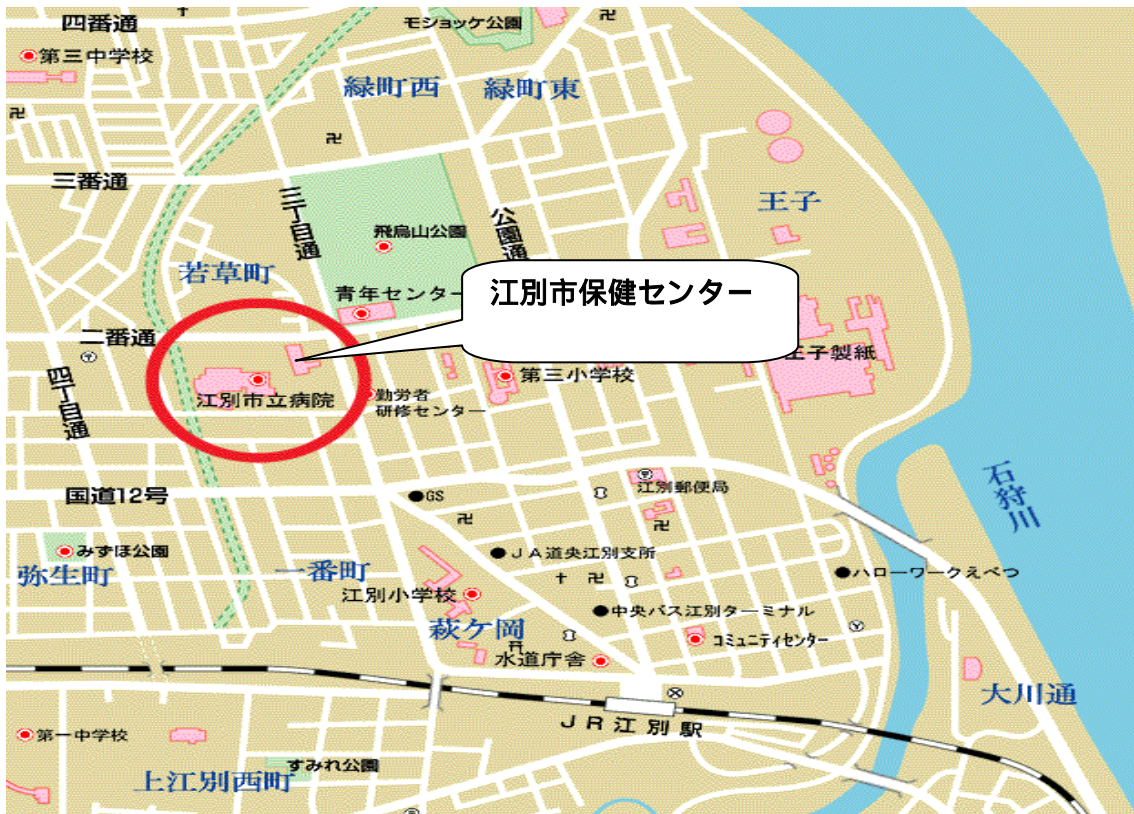 四番通
モショッケ公園
第三中学校
緑町西
緑町東
三番通
三丁目通
公園通
王子
飛鳥山公園
若草町
青年センター
江別市保健センター
二番通
四丁目通
王子製紙
第三小学校
江別市立病院
勤労者
研修センター
国道12号
GS
江別郵便局
石狩川
みずほ公園
JA道央江別支所
弥生町
一番町
ハローワークえべつ
江別小学校
中央バス江別ターミナル
萩ケ岡
コミュニティセンター
水道庁舎
大川通
JR江別駅
第一中学校
すみれ公園
上江別西町